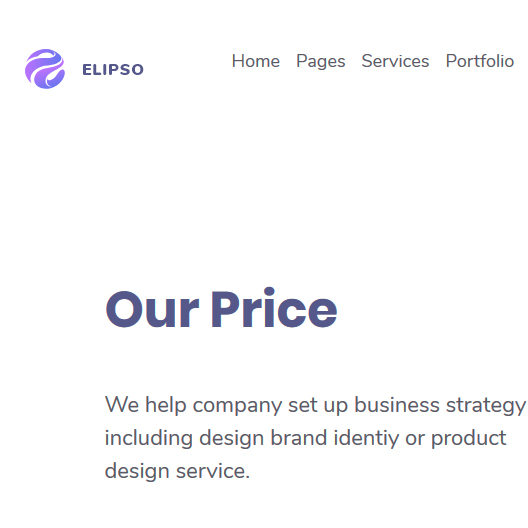 ELIPSO
Home Pages Services Portfolio
Our Price
We help company set up business strategy
including design brand identiy or product
design service.